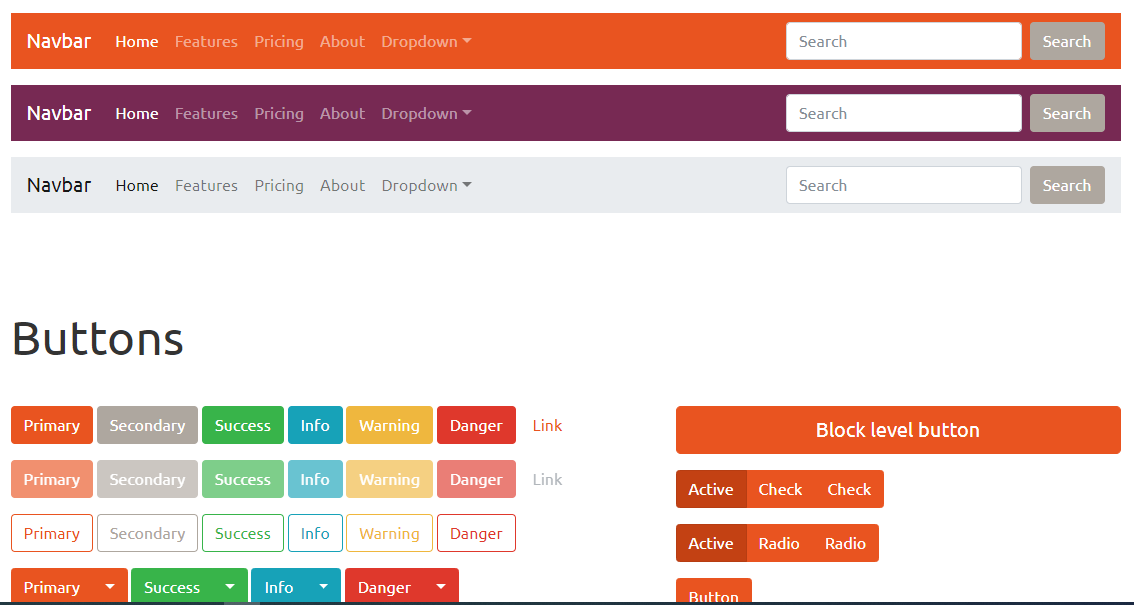 Navbar Home Features Pricing About Dropdown Search Search
Navbar Home Features Pricing About Dropdown Search Search
Navbar Home Features Pricing About Dropdown Search Search
Buttons
Primary Secondary Success Info Warning Danger Link
Primary Secondary Success Info Warning Danger Link
Primary Secondary Success Info Warning Danger
Primary Success Info Danger
Block level button
Active Check Check
Active Radio Radio
Button